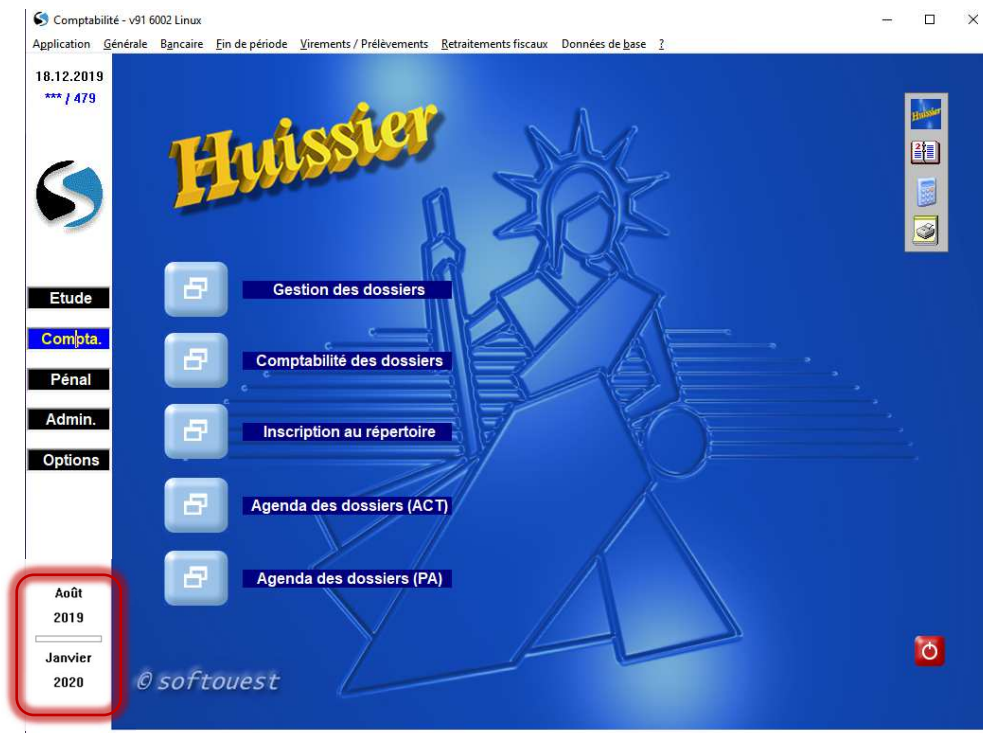 Comptabilité - v91 6002 Linux
Application Générale Bancaire Fin de période Virements / Prélèvements Retraitements fiscaux Données de base ?
18.12.2019
*** / 479
Huissier
Huissier
2
Etude
Compta.
Pénal
Admin.
Options
Gestion des dossiers
Comptabilité des dossiers
Inscription au répertoire
Agenda des dossiers (ACT)
Agenda des dossiers (PA)
Août
2019
Janvier
2020
© softouest